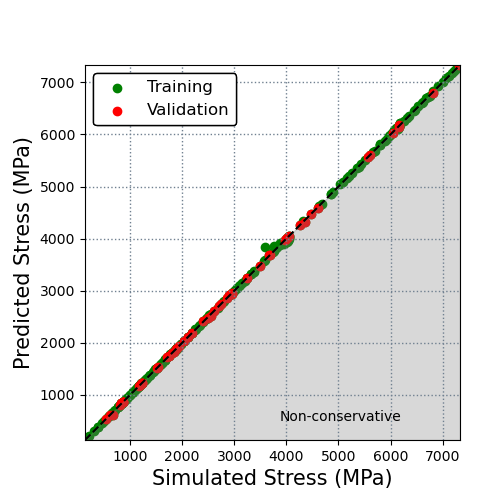 Training
Validation
7000
6000
5000
4000
3000
2000
1000
Predicted Stress (MPa)
Non-conservative
1000 2000 3000 4000 5000 6000 7000
Simulated Stress (MPa)